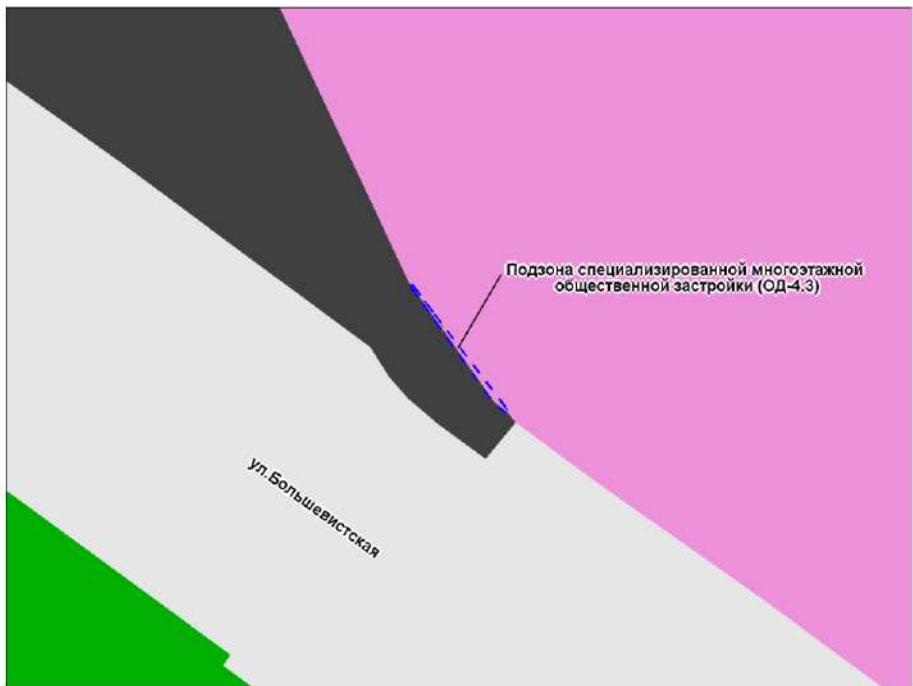 Подзона специализированной многоэтажной
общественной застройки (ОД-4.3)
ул.Большевистская